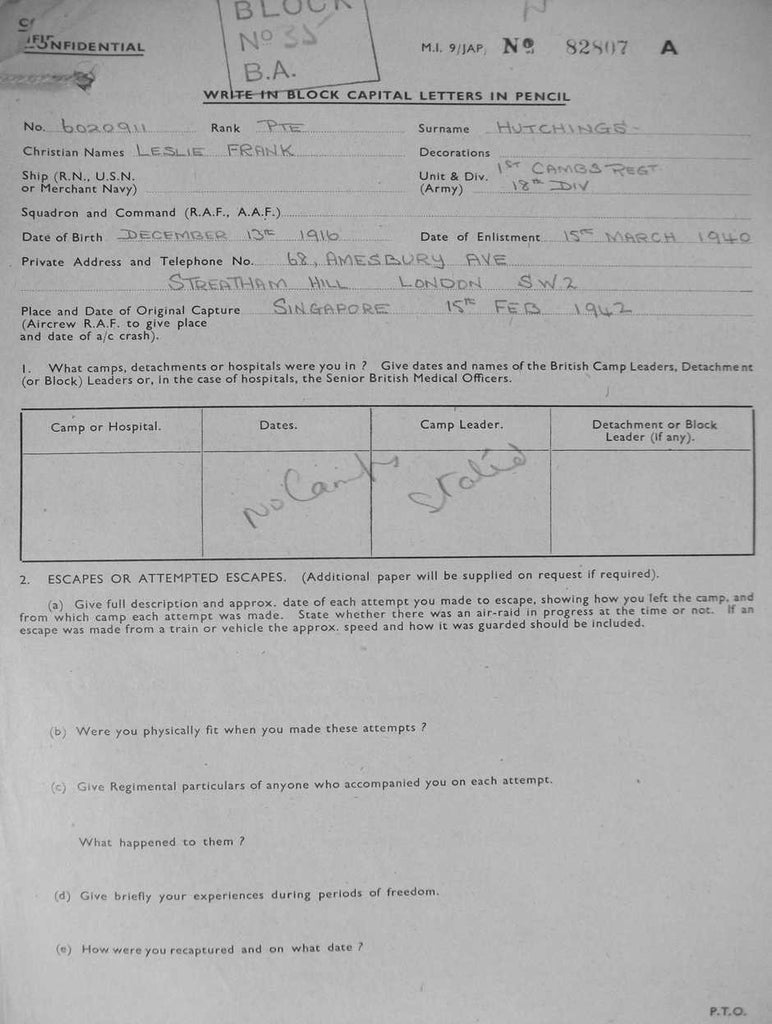 BLOCK
CONFIDENTIAL
Nº 35
M.I. 9/JAP. Nº 82807 A
B.A.
WRITE IN BLOCK CAPITAL LETTERS IN PENCIL
No. 6020911 Rank PTE Surname HUTCHINGS
Christian Names LESLIE FRANK Decorations
Ship (R.N., U.S.N. Unit & Div. 1ST CAMBS REGT
or Merchant Navy) (Army) 18TH DIV
Squadron and Command (R.A.F., A.A.F.)
Date of Birth DECEMBER 13TH 1916 Date of Enlistment 15TH MARCH 1940
Private Address and Telephone No. 68, AMESBURY AVE
STREATHAM HILL LONDON SW2
Place and Date of Original Capture SINGAPORE 15TH FEB 1942
(Aircrew R.A.F. to give place
and date of a/c crash).
1. What camps, detachments or hospitals were you in ? Give dates and names of the British Camp Leaders, Detachment
(or Block) Leaders or, in the case of hospitals, the Senior British Medical Officers.
Camp or Hospital. Dates. Camp Leader. Detachment or Block
Leader (if any).
No Camps Stated
2. ESCAPES OR ATTEMPTED ESCAPES. (Additional paper will be supplied on request if required).
(a) Give full description and approx. date of each attempt you made to escape, showing how you left the camp, and
from which camp each attempt was made. State whether there was an air-raid in progress at the time or not. If an
escape was made from a train or vehicle the approx. speed and how it was guarded should be included.
(b) Were you physically fit when you made these attempts ?
(c) Give Regimental particulars of anyone who accompanied you on each attempt.
What happened to them ?
(d) Give briefly your experiences during periods of freedom.
(e) How were you recaptured and on what date ?
P.T.O.